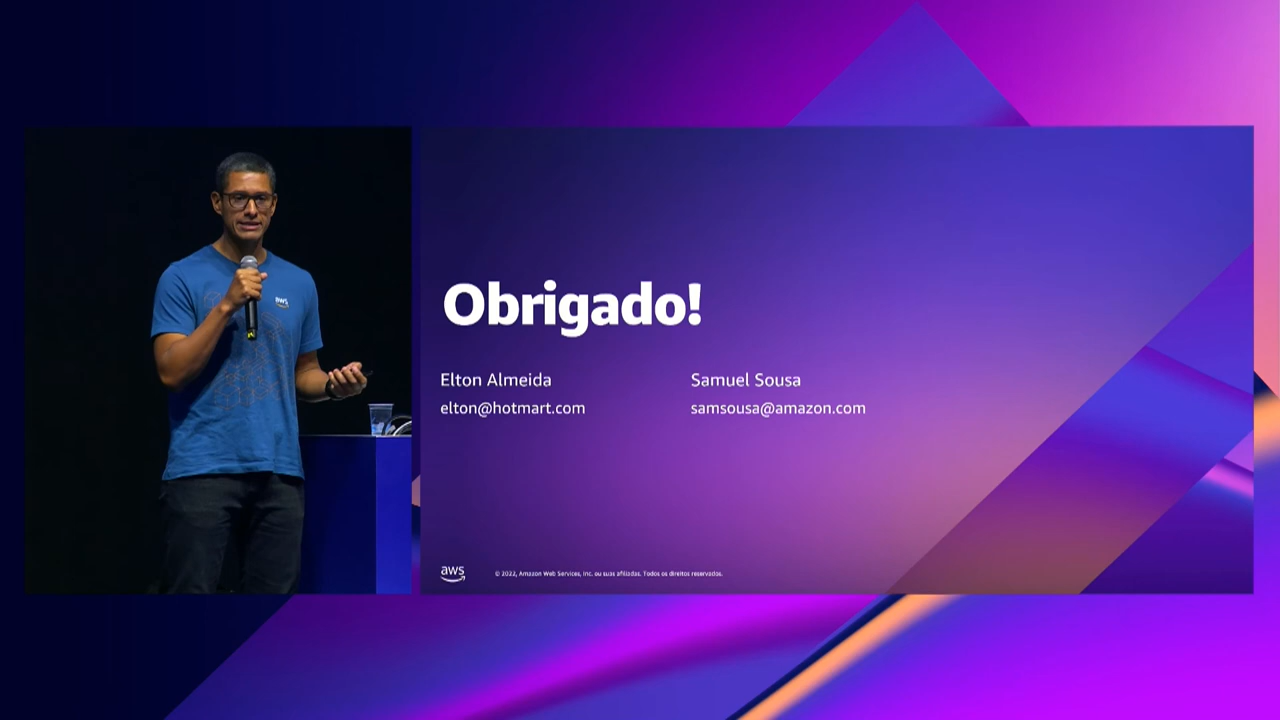 aws
Obrigado!
Elton Almeida
elton@hotmart.com
Samuel Sousa
samsousa@amazon.com
aws
© 2022, Amazon Web Services, Inc. ou suas afiliadas. Todos os direitos reservados.